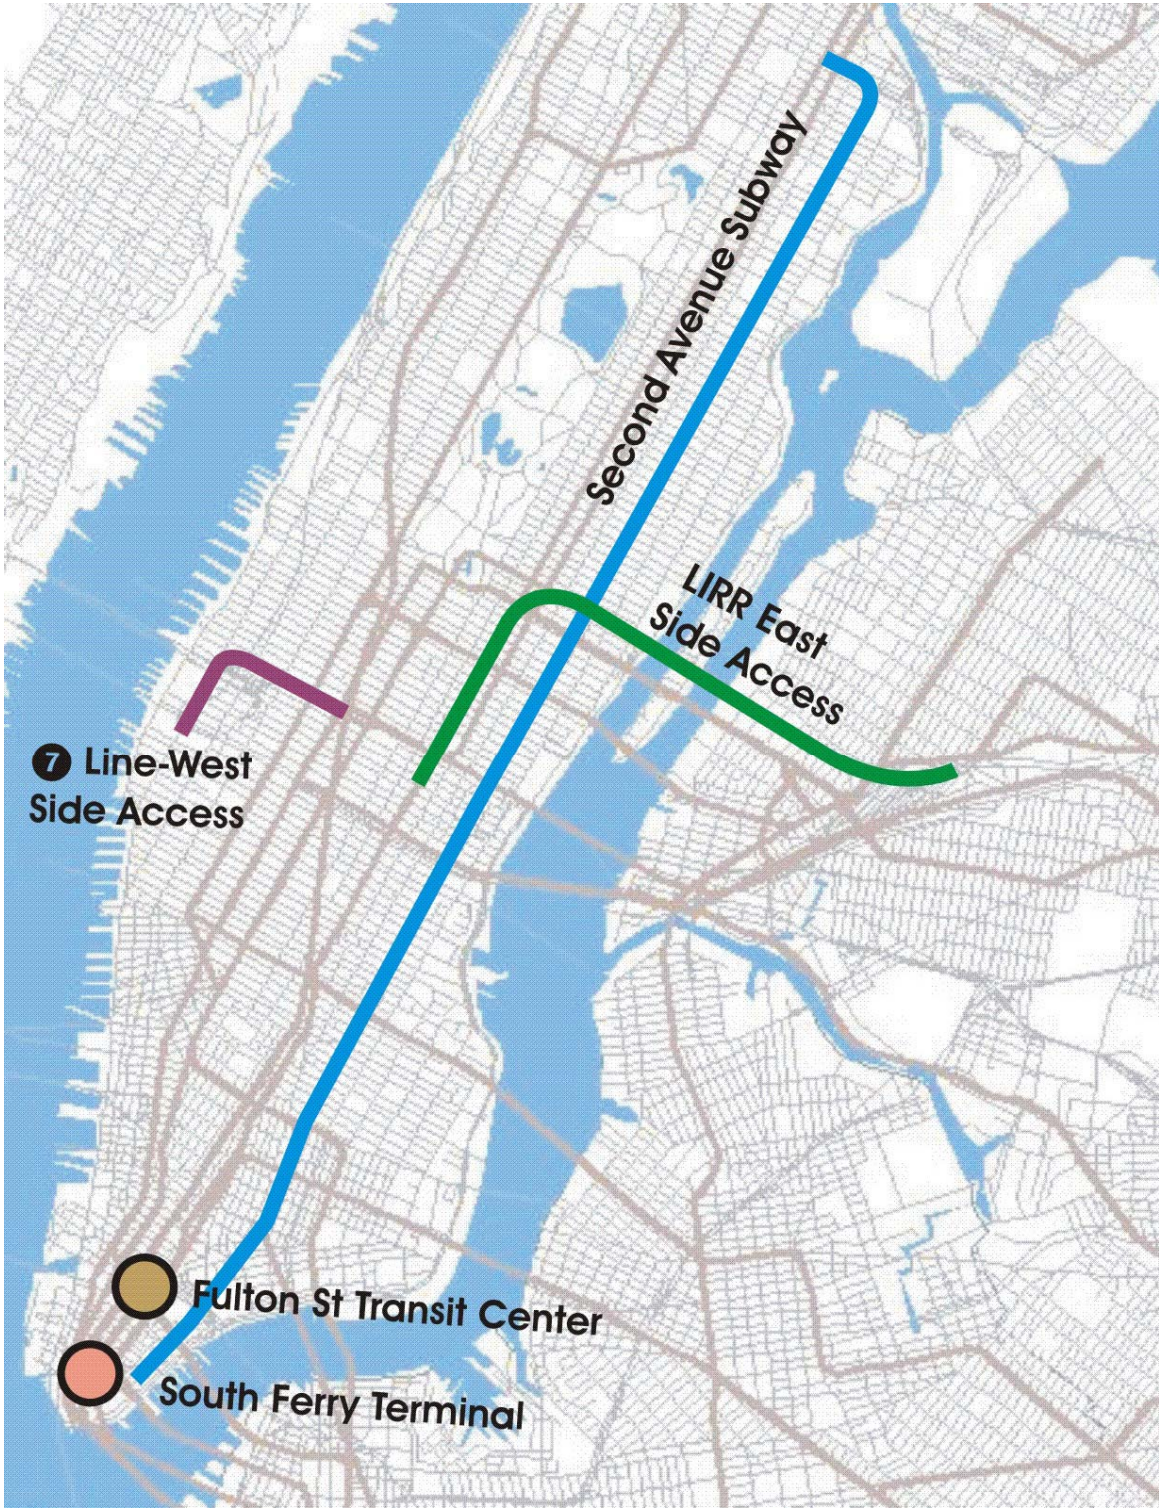 Second Avenue Subway
LIRR East
Side Access
7 Line-West
Side Access
Fulton St Transit Center
South Ferry Terminal